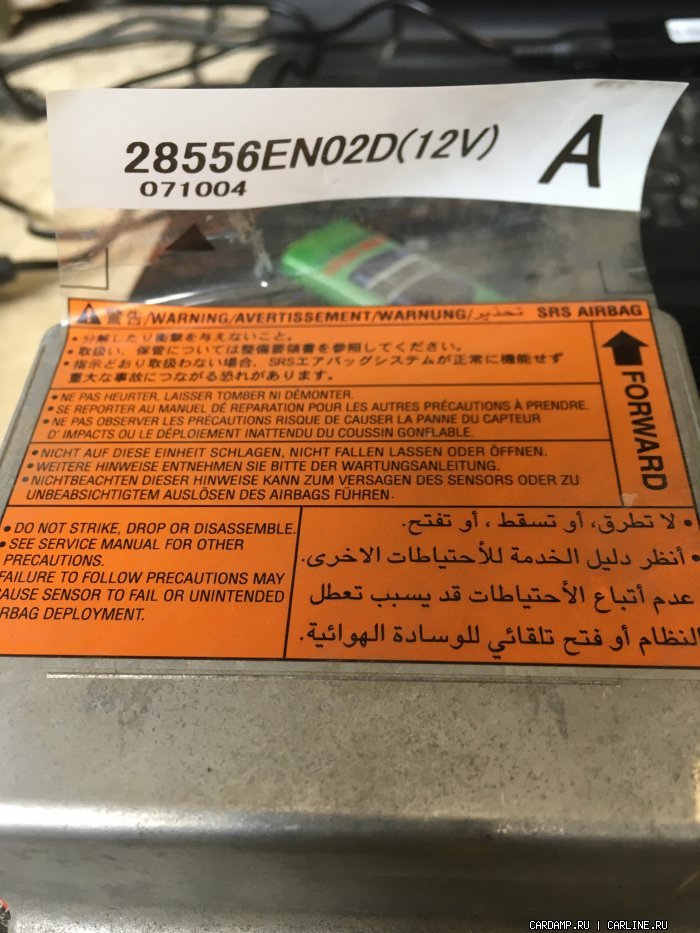 28556EN02D(12V)
071004
A
警告/WARNING/AVERTISSEMENT/WARNUNG/تحذير SRS AIRBAG
• 分解したり衝撃を与えないこと。
• 取扱い、保管については整備要領書を参照してください。
• 指示どおり取扱わない場合、SRSエアバッグシステムが正常に機能せず
重大な事故につながる恐れがあります。
FORWARD
• NE PAS HEURTER, LAISSER TOMBER NI DÉMONTER.
• SE REPORTER AU MANUEL DÉ REPARATION POUR LES AUTRES PRÉCAUTIONS À PRENDRE.
• NE PAS OBSERVER LES PRÉCAUTIONS RISQUE DE CAUSER LA PANNE DU CAPTEUR
D' IMPACTS OU LE DÉPLOIEMENT INATTENDU DU COUSSIN GONFLABLE.
• NICHT AUF DIESE EINHEIT SCHLAGEN, NICHT FALLEN LASSEN ODER ÖFFNEN.
• WEITERE HINWEISE ENTNEHMEN SIE BITTE DER WARTUNGSANLEITUNG.
• NICHTBEACHTEN DIESER HINWEISE KANN ZUM VERSAGEN DES SENSORS ODER ZU
UNBEABSICHTIGTEM AUSLÖSEN DES AIRBAGS FÜHREN.
• DO NOT STRIKE, DROP OR DISASSEMBLE.
• SEE SERVICE MANUAL FOR OTHER
PRECAUTIONS.
FAILURE TO FOLLOW PRECAUTIONS MAY
CAUSE SENSOR TO FAIL OR UNINTENDED
RBAG DEPLOYMENT.
• لا تطرق، أو تسقط ، أو تفتح.
• أنظر دليل الخدمة للأحتياطات الاخرى.
عدم أتباع الأحتياطات قد يسبب تعطل
النظام أو فتح تلقائي للوسادة الهوائية.
CARDAMP.RU | CARLINE.RU